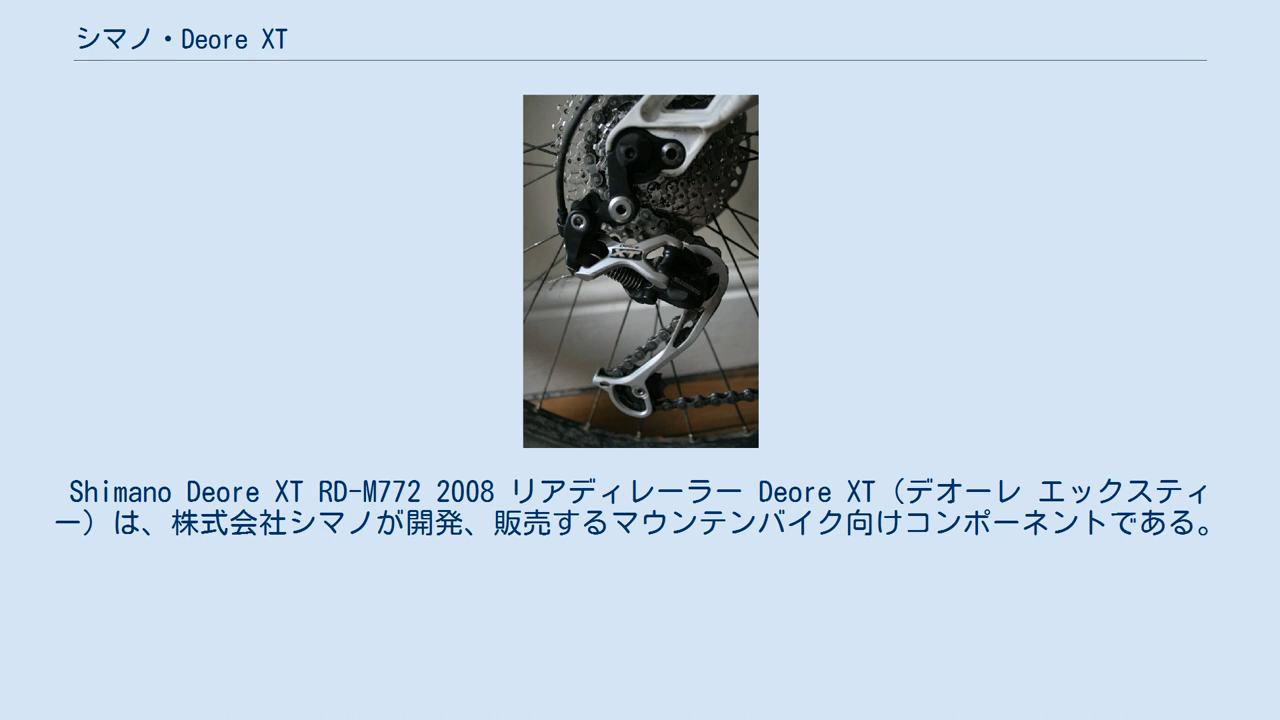 シマノ・Deore XT
Deore
XT
SHIMANO
Shimano Deore XT RD-M772 2008 リアディレーラー Deore XT（デオーレ エックスティ
ー）は、株式会社シマノが開発、販売するマウンテンバイク向けコンポーネントである。